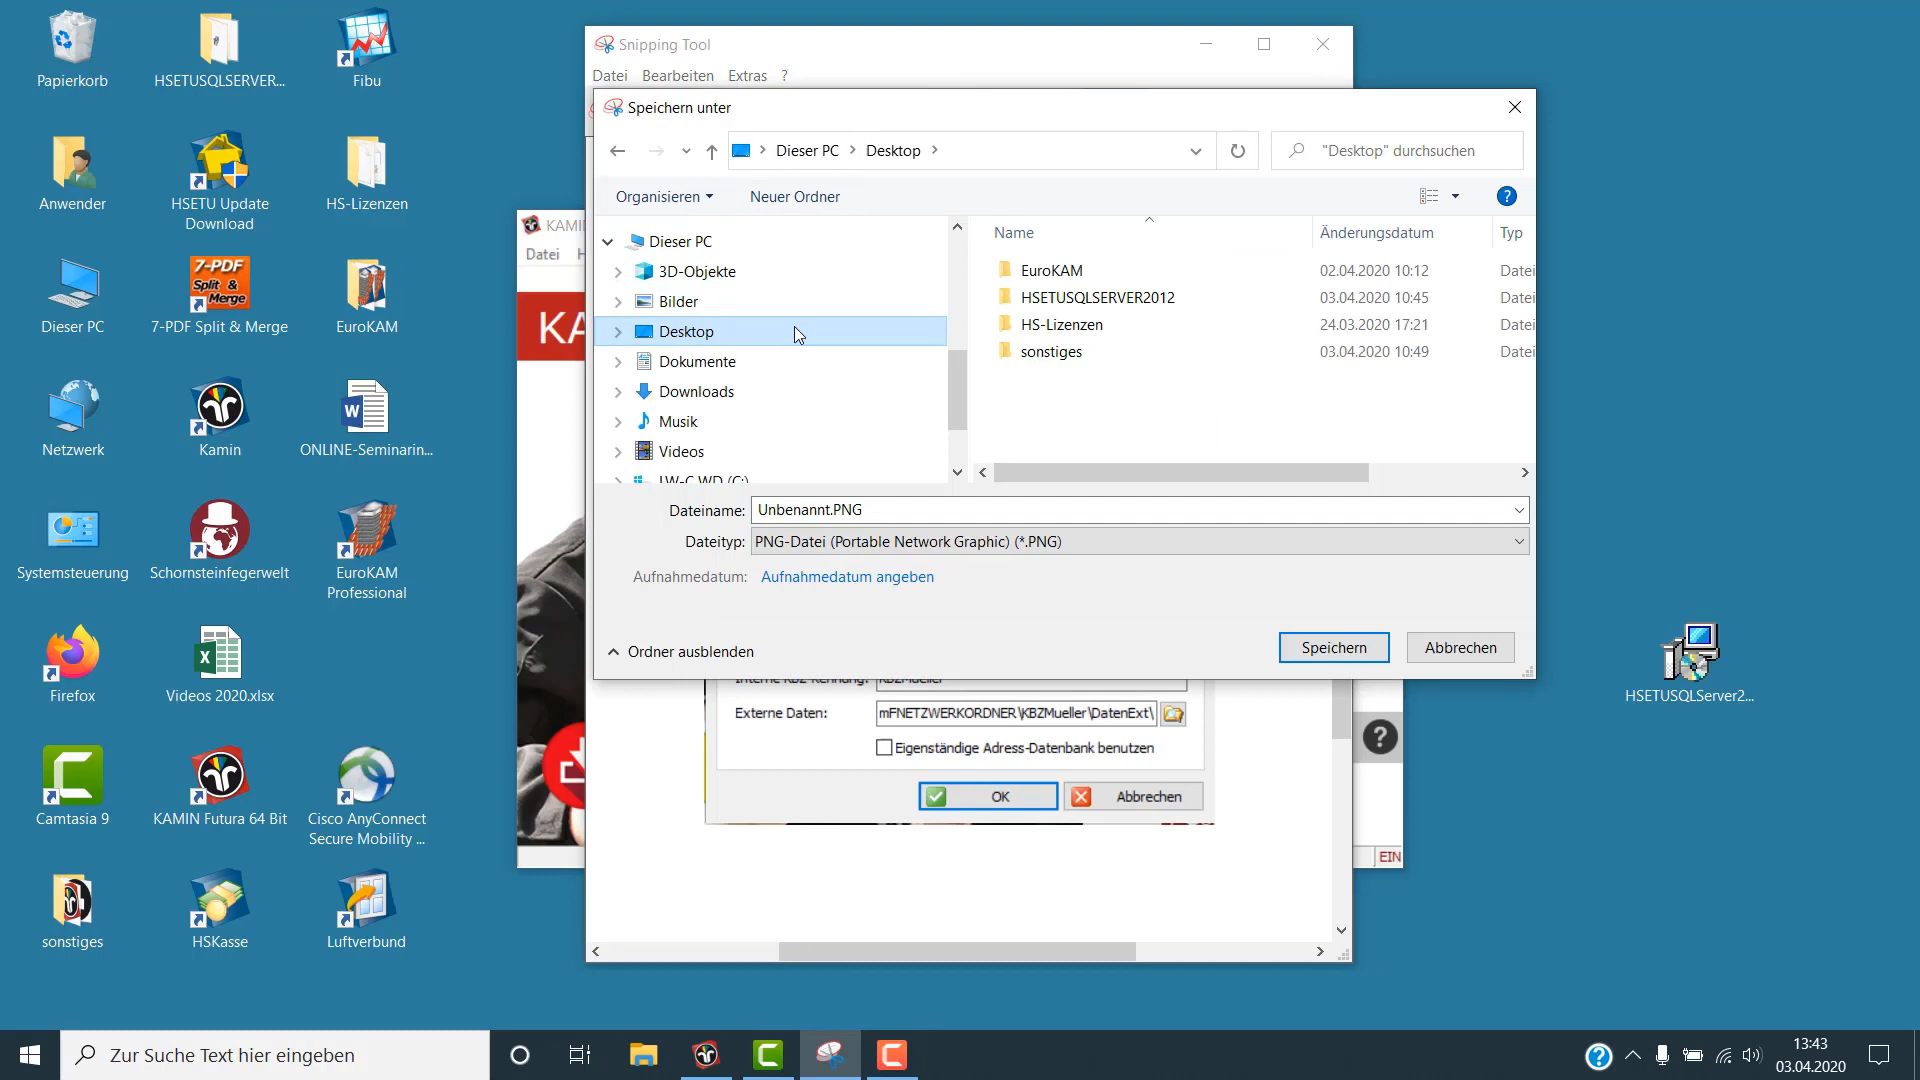 Papierkorb
HSETUSQLSERVER...
Fibu
Anwender
HSETU Update
Download
HS-Lizenzen
7-PDF
Split &
Merge
Dieser PC
7-PDF Split & Merge
EuroKAM
Netzwerk
Kamin
ONLINE-Seminarin...
Systemsteuerung
Schornsteinfegerwelt
EuroKAM
Professional
Firefox
Videos 2020.xlsx
Camtasia 9
KAMIN Futura 64 Bit
Cisco AnyConnect
Secure Mobility ...
sonstiges
HSKasse
Luftverbund
HSETUSQLServer2...
KAMI
Datei
KA
Snipping Tool
Datei Bearbeiten Extras ?
Speichern unter
Dieser PC > Desktop >
"Desktop" durchsuchen
Organisieren
Neuer Ordner
Dieser PC
3D-Objekte
Bilder
Desktop
Dokumente
Downloads
Musik
Videos
LW-C WD (C:)
Name Änderungsdatum Typ
EuroKAM 02.04.2020 10:12 Datei
HSETUSQLSERVER2012 03.04.2020 10:45 Datei
HS-Lizenzen 24.03.2020 17:21 Datei
sonstiges 03.04.2020 10:49 Datei
Dateiname: Unbenannt.PNG
Dateityp: PNG-Datei (Portable Network Graphic) (*.PNG)
Aufnahmedatum: Aufnahmedatum angeben
Ordner ausblenden
Speichern
Abbrechen
Interne KBZ Kennung: KBZMueller
Externe Daten: mFNETZWERKORDNER\KBZMueller\DatenExt\
Eigenständige Adress-Datenbank benutzen
OK
Abbrechen
EIN
Zur Suche Text hier eingeben
13:43
03.04.2020